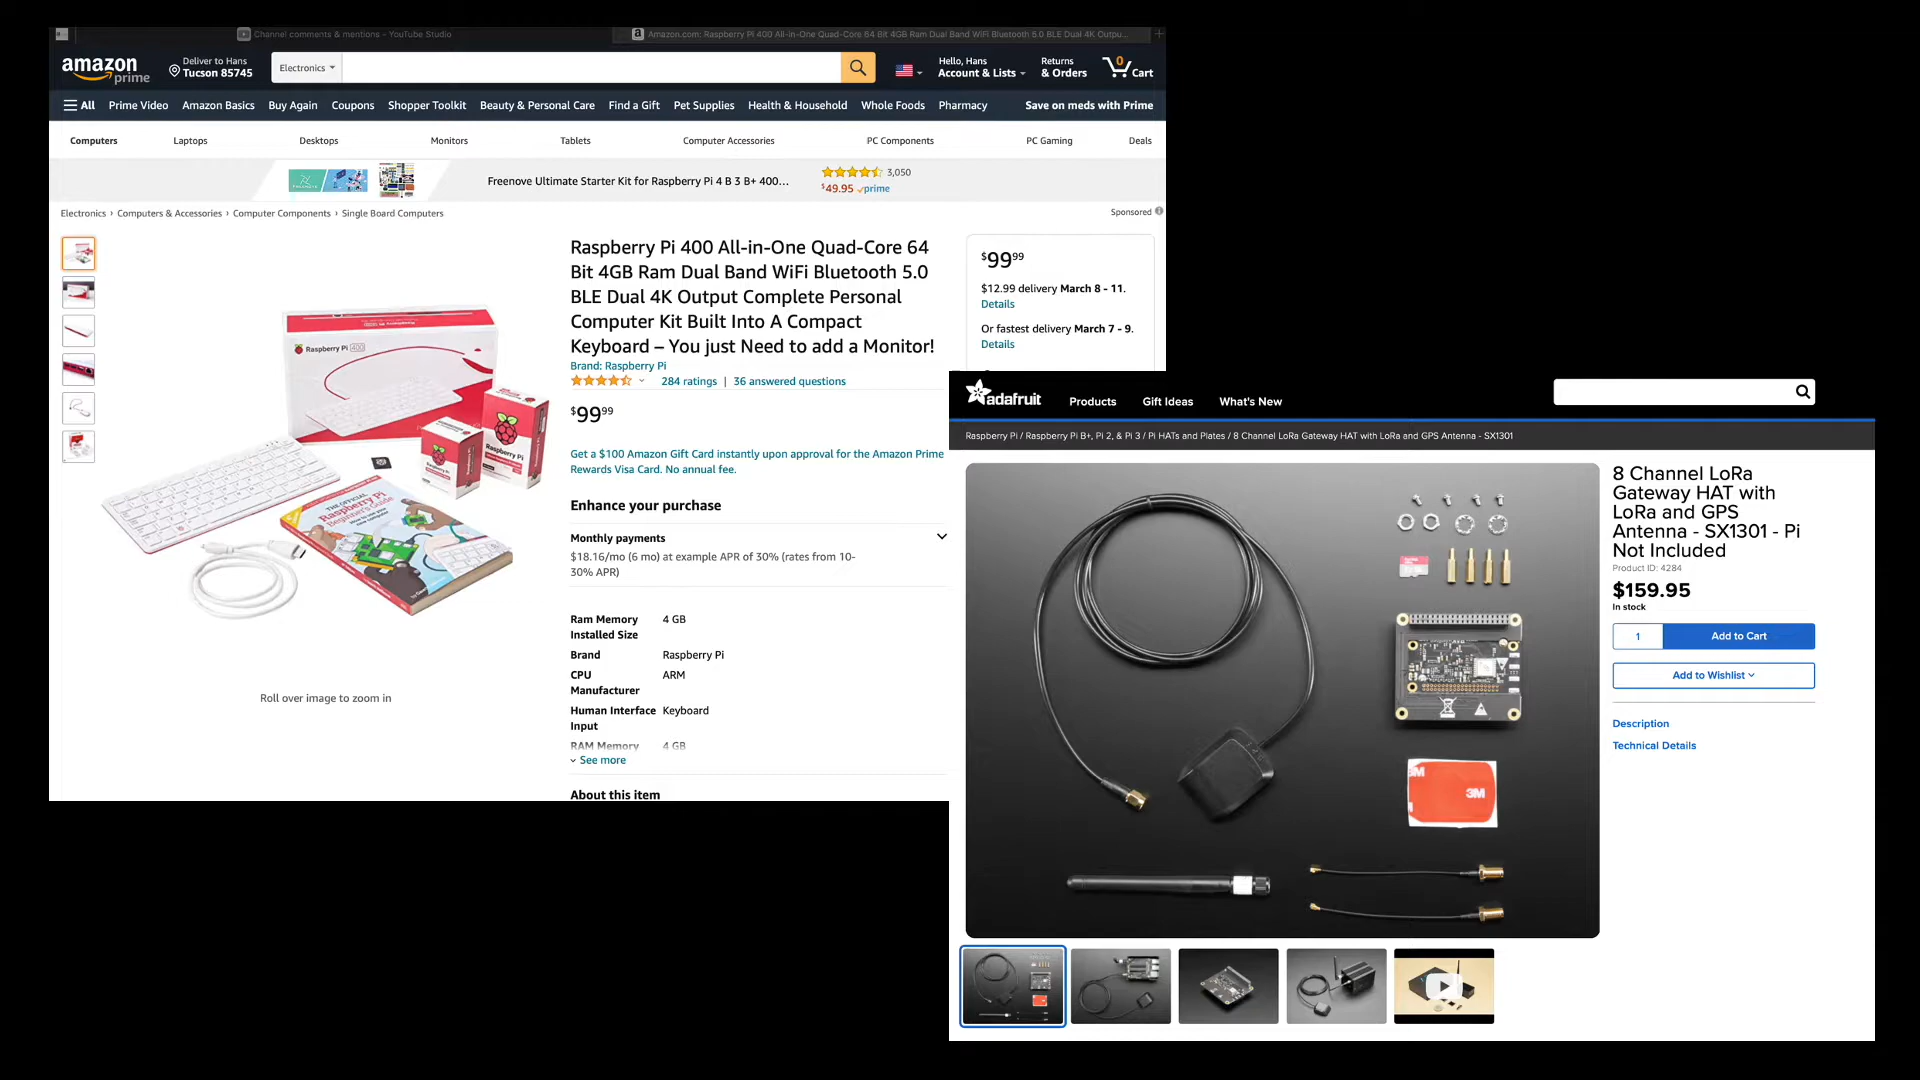 Channel comments & mentions - YouTube Studio
Amazon.com: Raspberry Pi 400 All-in-One Quad-Core 64 Bit 4GB Ram Dual Band WiFi Bluetooth 5.0 BLE Dual 4K Outpu...
amazon prime
Deliver to Hans
Tucson 85745
Electronics
Hello, Hans
Account & Lists
Returns
& Orders
0
Cart
All Prime Video Amazon Basics Buy Again Coupons Shopper Toolkit Beauty & Personal Care Find a Gift Pet Supplies Health & Household Whole Foods Pharmacy Save on meds with Prime
Computers Laptops Desktops Monitors Tablets Computer Accessories PC Components PC Gaming Deals
Freenove Ultimate Starter Kit for Raspberry Pi 4 B 3 B+ 400...
3,050
$49.95 prime
Electronics › Computers & Accessories › Computer Components › Single Board Computers
Sponsored
Raspberry Pi 400 All-in-One Quad-Core 64
Bit 4GB Ram Dual Band WiFi Bluetooth 5.0
BLE Dual 4K Output Complete Personal
Computer Kit Built Into A Compact
Keyboard – You just Need to add a Monitor!
Brand: Raspberry Pi
284 ratings | 36 answered questions
$99.99
Get a $100 Amazon Gift Card instantly upon approval for the Amazon Prime
Rewards Visa Card. No annual fee.
Enhance your purchase
Monthly payments
$18.16/mo (6 mo) at example APR of 30% (rates from 10-
30% APR)
Ram Memory Installed Size 4 GB
Brand Raspberry Pi
CPU Manufacturer ARM
Human Interface Input Keyboard
RAM Memory 4 GB
See more
About this item
Raspberry Pi 400
Raspberry Pi
THE OFFICIAL
Raspberry Pi
Beginner's Guide
Roll over image to zoom in
$99.99
$12.99 delivery March 8 - 11.
Details
Or fastest delivery March 7 - 9.
Details
adafruit
Products Gift Ideas What's New
Raspberry Pi / Raspberry Pi B+, Pi 2, & Pi 3 / Pi HATs and Plates / 8 Channel LoRa Gateway HAT with LoRa and GPS Antenna - SX1301
8 Channel LoRa
Gateway HAT with
LoRa and GPS
Antenna - SX1301 - Pi
Not Included
Product ID: 4284
$159.95
In stock
1
Add to Cart
Add to Wishlist
Description
Technical Details
3M
3M